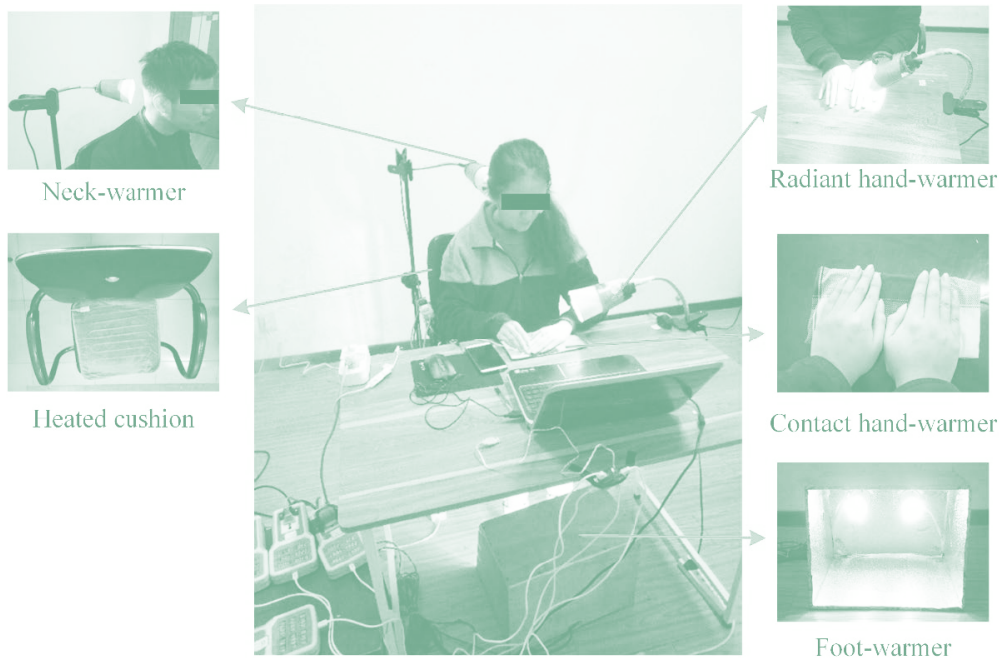 Neck-warmer
Radiant hand-warmer
Heated cushion
Contact hand-warmer
Foot-warmer